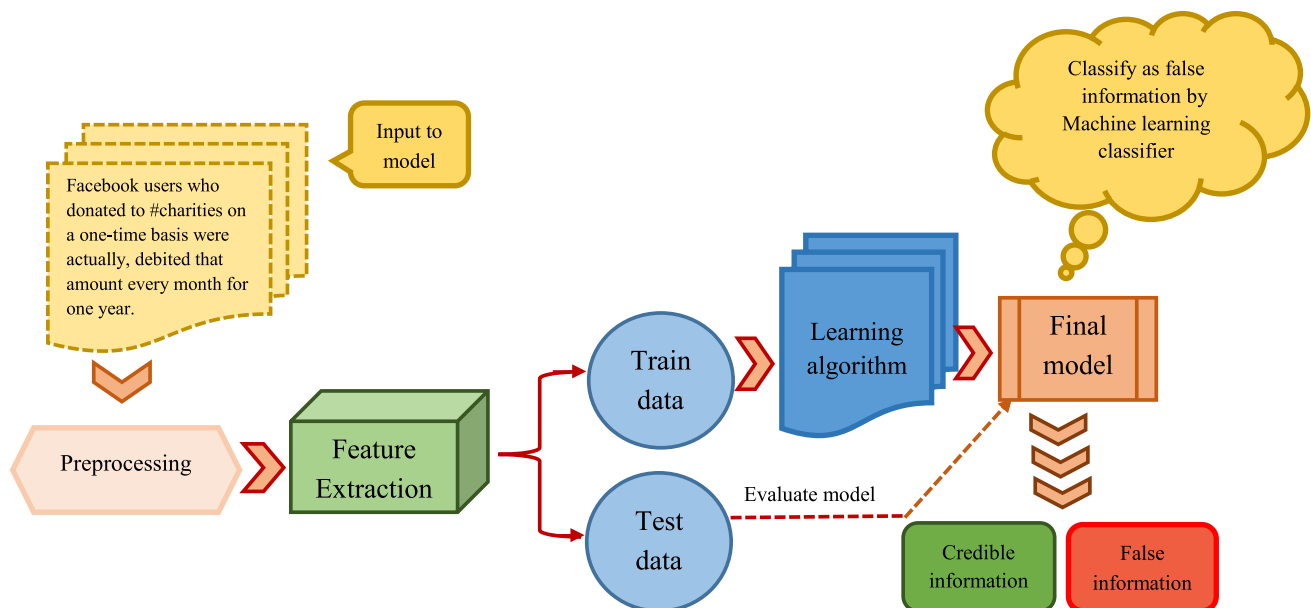 Classify as false
information by
Machine learning
classifier
Input to
model
Facebook users who
donated to #charities on
a one-time basis were
actually, debited that
amount every month for
one year.
Learning
algorithm
Final
model
Train
data
Preprocessing
Feature
Extraction
Evaluate model
Test
data
Credible
information
False
information